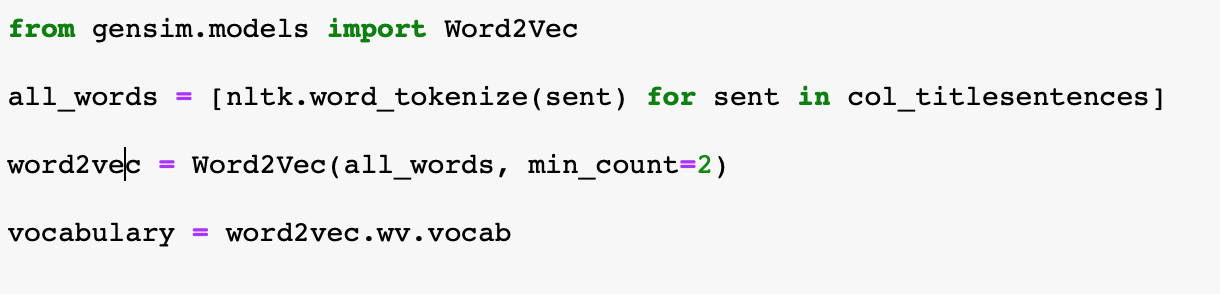 from gensim.models import Word2Vec
all_words = [nltk.word_tokenize(sent) for sent in col_titlesentences]
word2vec = Word2Vec(all_words, min_count=2)
vocabulary = word2vec.wv.vocab